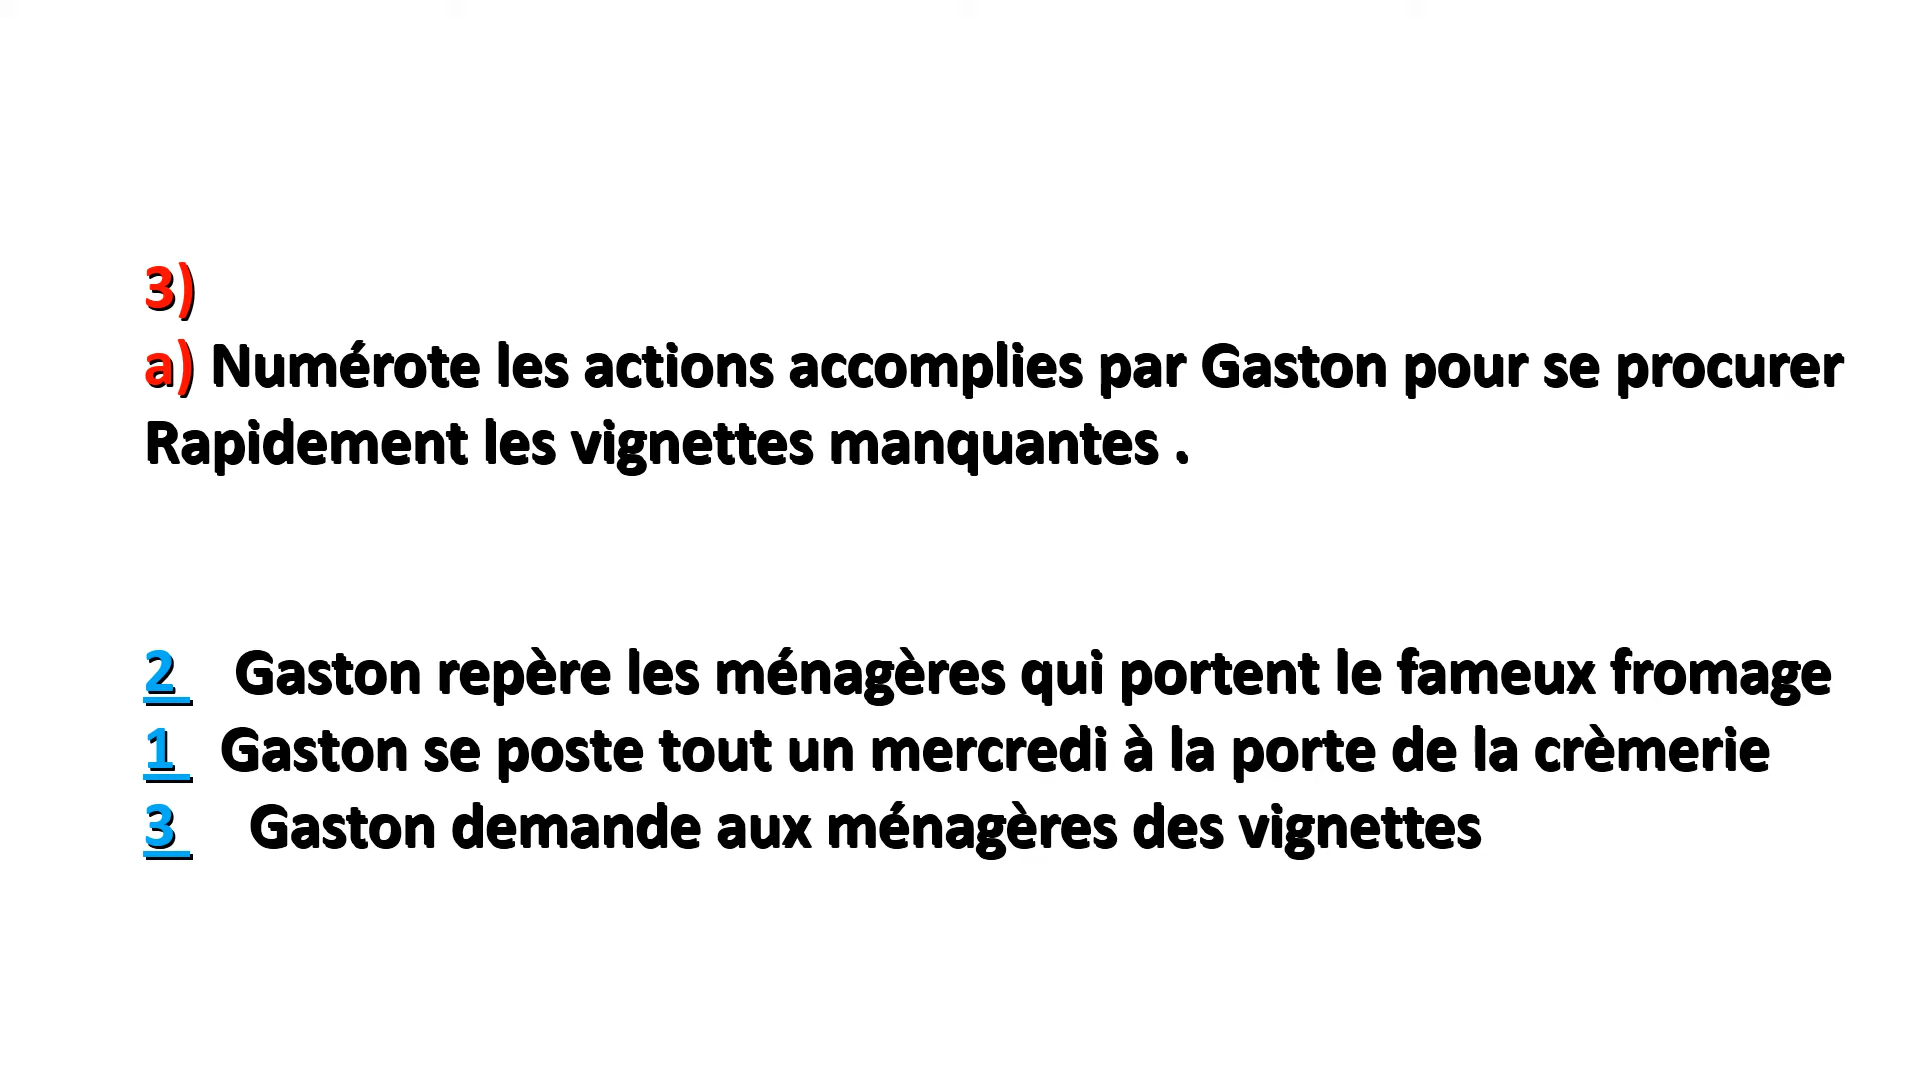 3)
a) Numérote les actions accomplies par Gaston pour se procurer
Rapidement les vignettes manquantes .
2 Gaston repère les ménagères qui portent le fameux fromage
1 Gaston se poste tout un mercredi à la porte de la crèmerie
3 Gaston demande aux ménagères des vignettes